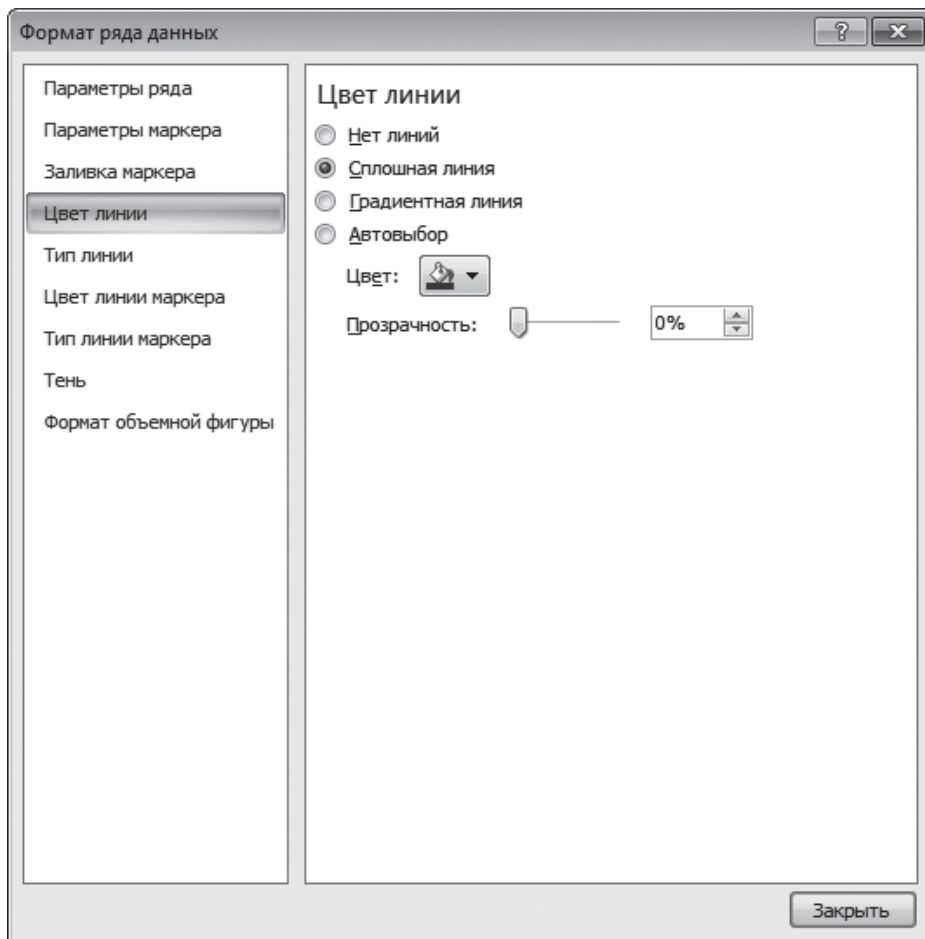 Формат ряда данных
Параметры ряда
Параметры маркера
Заливка маркера
Цвет линии
Тип линии
Цвет линии маркера
Тип линии маркера
Тень
Формат объемной фигуры
Цвет линии
Нет линий
Сплошная линия
Градиентная линия
Автовыбор
Цвет:
Прозрачность: 0%
Закрыть